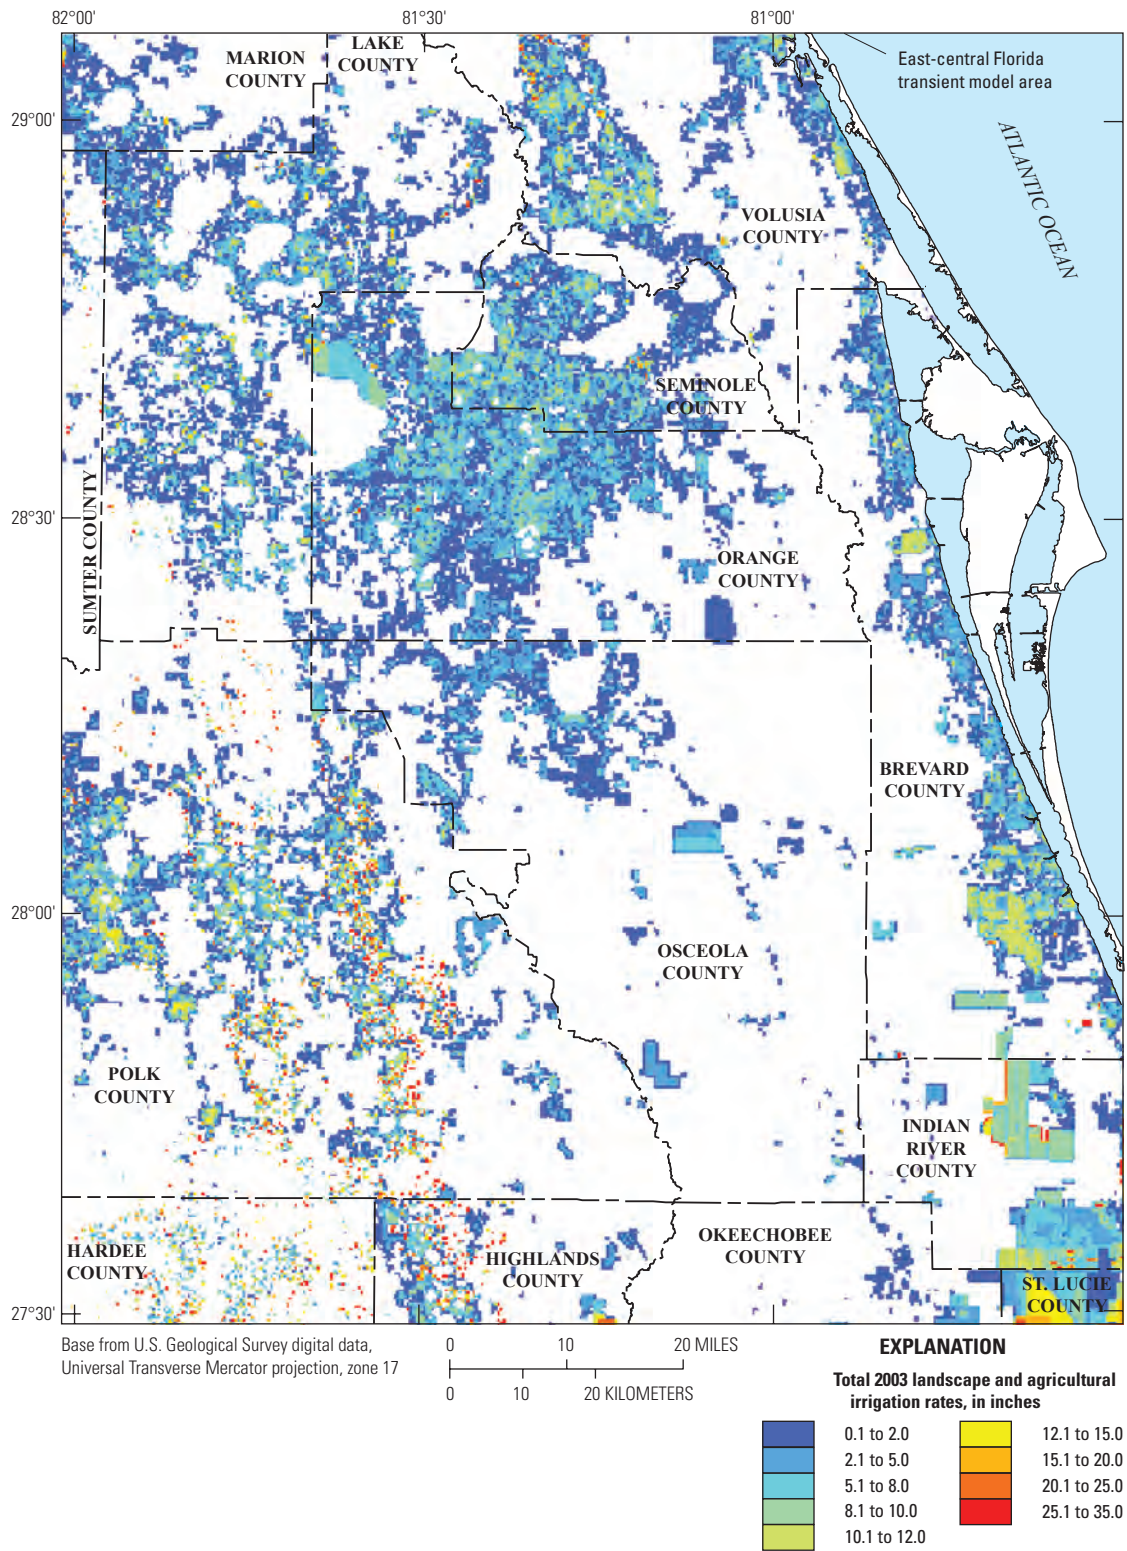 82°00'
81°30'
81°00'
MARION
COUNTY
LAKE
COUNTY
East-central Florida
transient model area
29°00'
ATLANTIC OCEAN
VOLUSIA
COUNTY
SEMINOLE
COUNTY
SUMTER COUNTY
28°30'
ORANGE
COUNTY
BREVARD
COUNTY
28°00'
OSCEOLA
COUNTY
POLK
COUNTY
INDIAN
RIVER
COUNTY
HARDEE
COUNTY
HIGHLANDS
COUNTY
OKEECHOBEE
COUNTY
ST. LUCIE
COUNTY
27°30'
Base from U.S. Geological Survey digital data,
Universal Transverse Mercator projection, zone 17
0 10 20 MILES
0 10 20 KILOMETERS
EXPLANATION
Total 2003 landscape and agricultural
irrigation rates, in inches
0.1 to 2.0
2.1 to 5.0
5.1 to 8.0
8.1 to 10.0
10.1 to 12.0
12.1 to 15.0
15.1 to 20.0
20.1 to 25.0
25.1 to 35.0